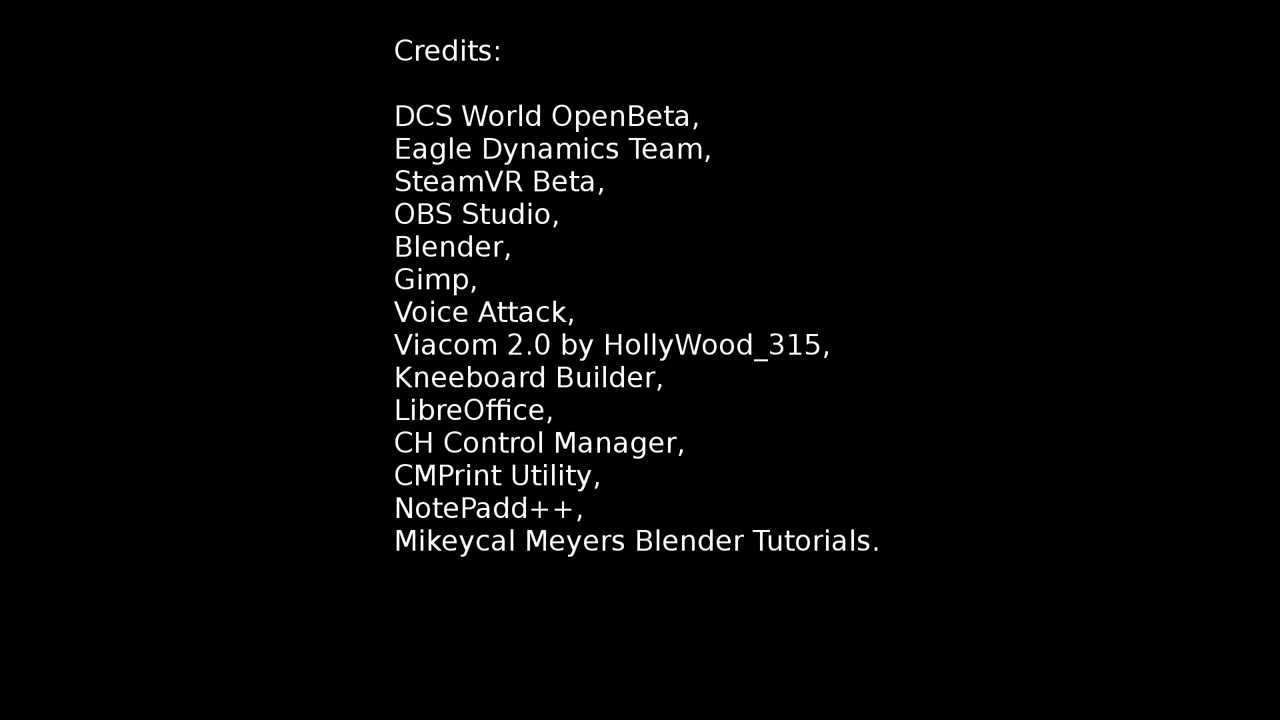 Credits:
DCS World OpenBeta,
Eagle Dynamics Team,
SteamVR Beta,
OBS Studio,
Blender,
Gimp,
Voice Attack,
Viacom 2.0 by HollyWood_315,
Kneeboard Builder,
LibreOffice,
CH Control Manager,
CMPrint Utility,
NotePadd++,
Mikeycal Meyers Blender Tutorials.